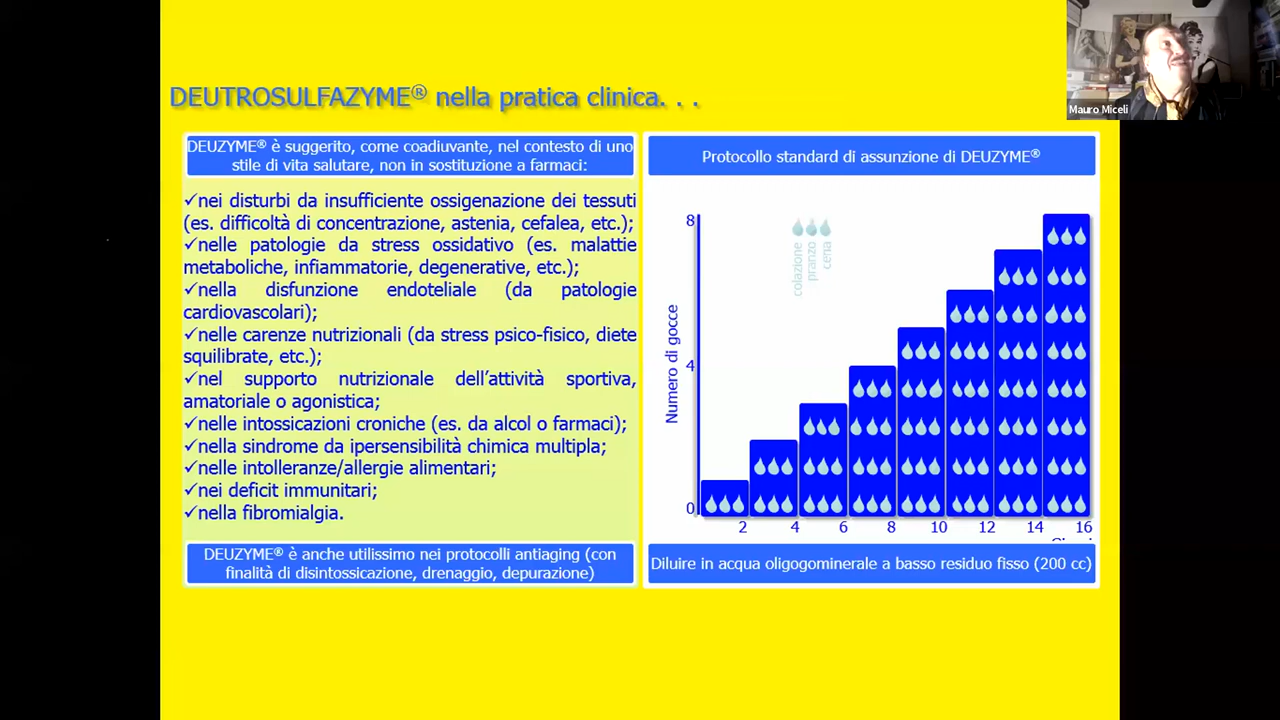 DEUTROSULFAZYME® nella pratica clinica. . .
Mauro Miceli
DEUZYME® è suggerito, come coadiuvante, nel contesto di uno
stile di vita salutare, non in sostituzione a farmaci:
✓nei disturbi da insufficiente ossigenazione dei tessuti
(es. difficoltà di concentrazione, astenia, cefalea, etc.);
✓nelle patologie da stress ossidativo (es. malattie
metaboliche, infiammatorie, degenerative, etc.);
✓nella disfunzione endoteliale (da patologie
cardiovascolari);
✓nelle carenze nutrizionali (da stress psico-fisico, diete
squilibrate, etc.);
✓nel supporto nutrizionale dell'attività sportiva,
amatoriale o agonistica;
✓nelle intossicazioni croniche (es. da alcol o farmaci);
✓nella sindrome da ipersensibilità chimica multipla;
✓nelle intolleranze/allergie alimentari;
✓nei deficit immunitari;
✓nella fibromialgia.
DEUZYME® è anche utilissimo nei protocolli antiaging (con
finalità di disintossicazione, drenaggio, depurazione)
Protocollo standard di assunzione di DEUZYME®
colazione
pranzo
cena
Numero di gocce
8
4
0
2 4 6 8 10 12 14 16
Diluire in acqua oligogominerale a basso residuo fisso (200 cc)